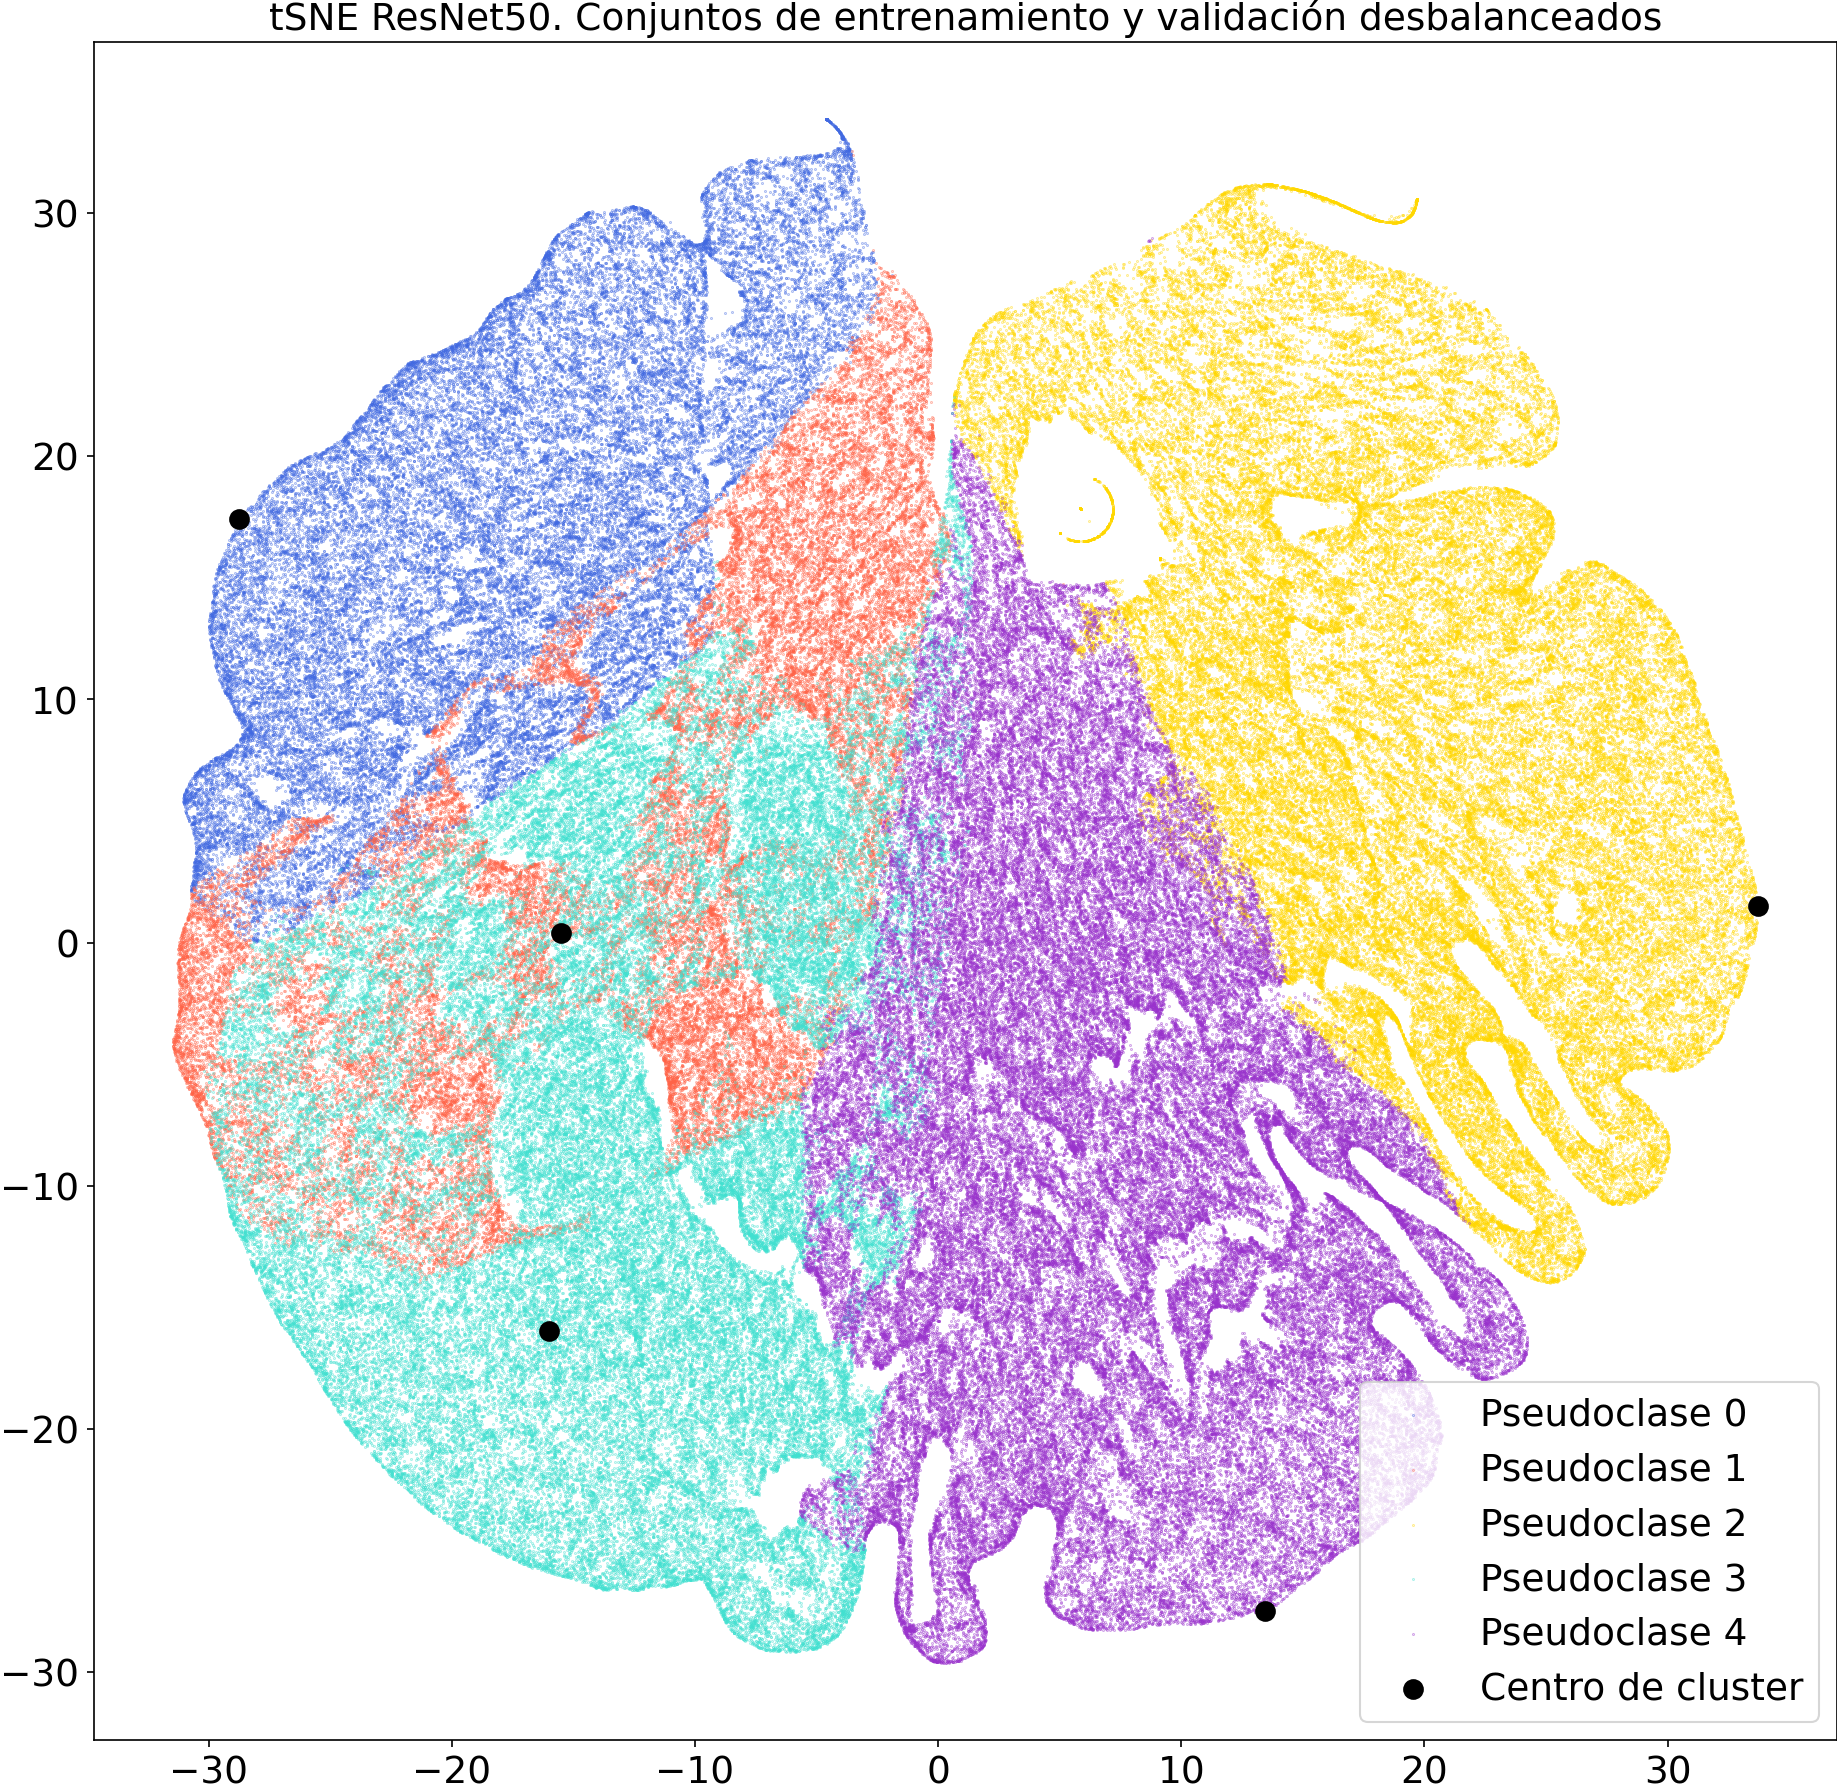 tSNE ResNet50. Conjuntos de entrenamiento y validación desbalanceados
30
20
10
0
−10
−20
−30
Pseudoclase 0
Pseudoclase 1
Pseudoclase 2
Pseudoclase 3
Pseudoclase 4
Centro de cluster
−30 −20 −10 0 10 20 30